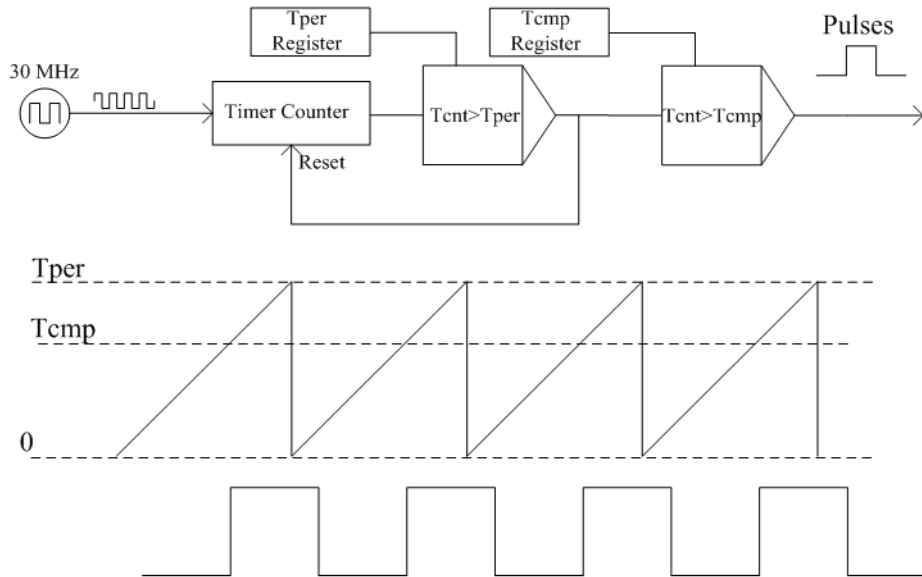 Tper
Register
Tcmp
Register
Pulses
30 MHz
Timer Counter
Tcnt>Tper
Tcnt>Tcmp
Reset
Tper
Tcmp
0